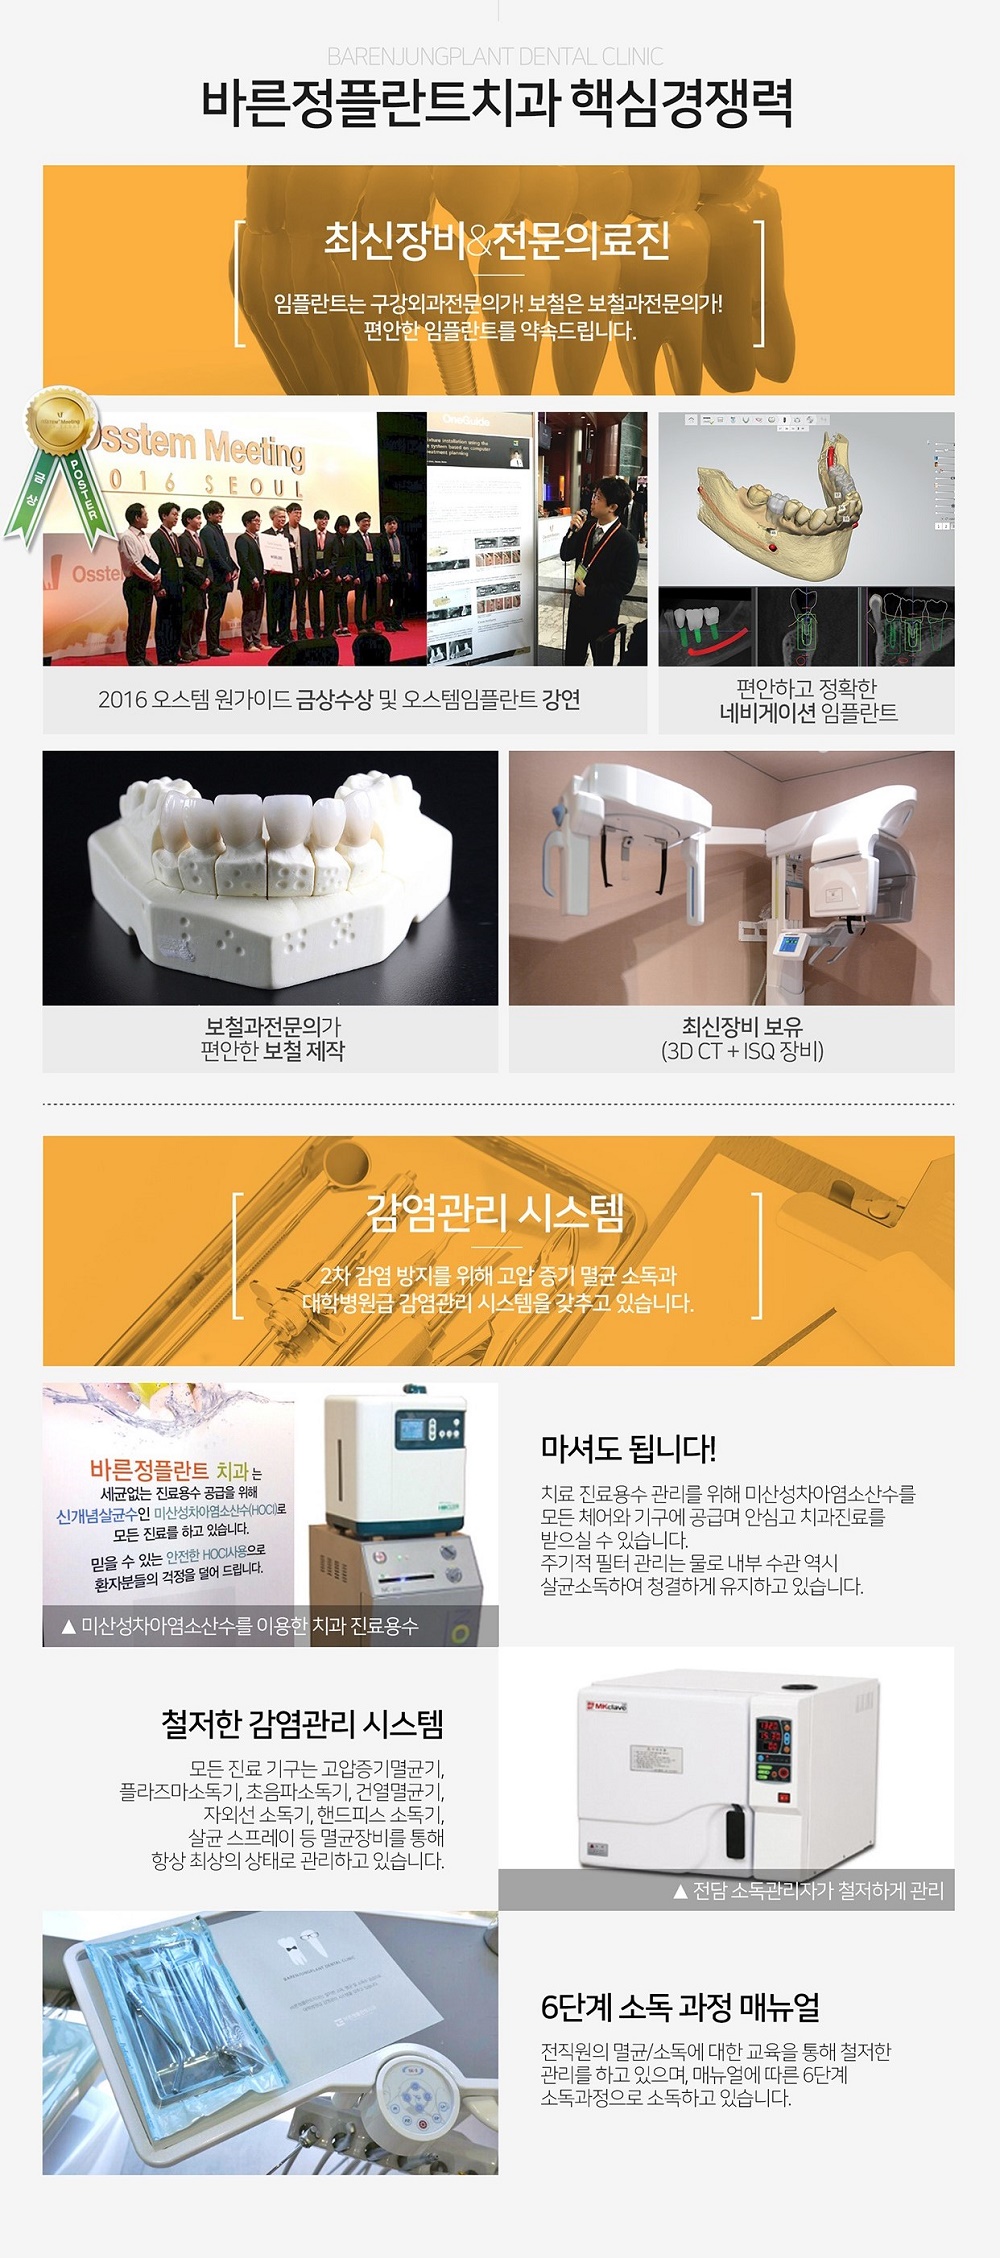 BARENJUNGPLANT DENTAL CLINIC
바른정플란트치과 핵심경쟁력
최신장비&전문의료진
임플란트는 구강외과전문의가! 보철은 보철과전문의가!
편안한 임플란트를 약속드립니다.
금상
POSTER
Osstem Meeting
2016 SEOUL
Osste
OneGuide
2016 오스템 원가이드 금상수상 및 오스템임플란트 강연
편안하고 정확한
네비게이션 임플란트
보철과전문의가
편안한 보철 제작
최신장비 보유
(3D CT + ISQ 장비)
감염관리 시스템
2차 감염 방지를 위해 고압 증기 멸균 소독과
대학병원급 감염관리 시스템을 갖추고 있습니다.
바른정플란트 치과는
세균없는 진료용수 공급을 위해
신개념살균수인 미산성차아염소산수(HOCl)로
모든 진료를 하고 있습니다.
믿을 수 있는 안전한 HOCl사용으로
환자분들의 걱정을 덜어 드립니다.
▲ 미산성차아염소산수를 이용한 치과 진료용수
마셔도 됩니다!
치료 진료용수 관리를 위해 미산성차아염소산수를
모든 체어와 기구에 공급며 안심고 치과진료를
받으실 수 있습니다.
주기적 필터 관리는 물로 내부 수관 역시
살균소독하여 청결하게 유지하고 있습니다.
철저한 감염관리 시스템
모든 진료 기구는 고압증기멸균기,
플라즈마소독기, 초음파소독기, 건열멸균기,
자외선 소독기, 핸드피스 소독기,
살균 스프레이 등 멸균장비를 통해
항상 최상의 상태로 관리하고 있습니다.
MKclave
▲ 전담 소독관리자가 철저하게 관리
BARENJUNGPLANT DENTAL CLINIC
6단계 소독 과정 매뉴얼
전직원의 멸균/소독에 대한 교육을 통해 철저한
관리를 하고 있으며, 매뉴얼에 따른 6단계
소독과정으로 소독하고 있습니다.